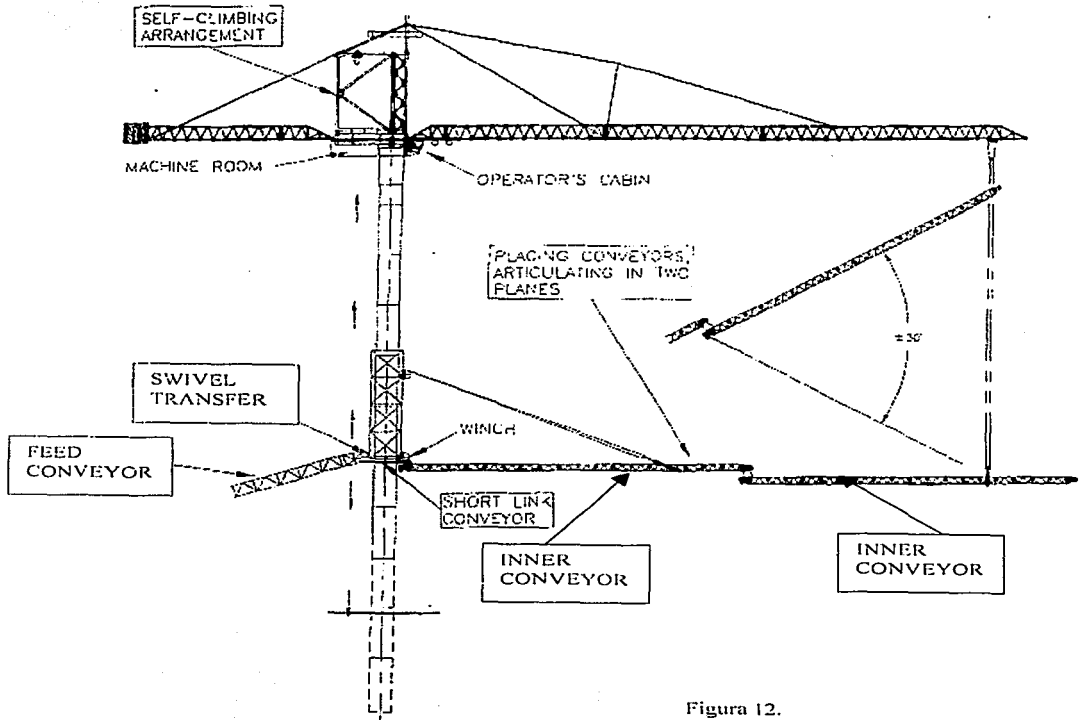 SELF-CLIMBING
ARRANGEMENT
MACHINE ROOM
OPERATOR'S CABIN
PLACING CONVEYORS,
ARTICULATING IN TWO
PLANES
±30°
SWIVEL
TRANSFER
WINCH
FEED
CONVEYOR
SHORT LINK
CONVEYOR
INNER
CONVEYOR
INNER
CONVEYOR
Figura 12.